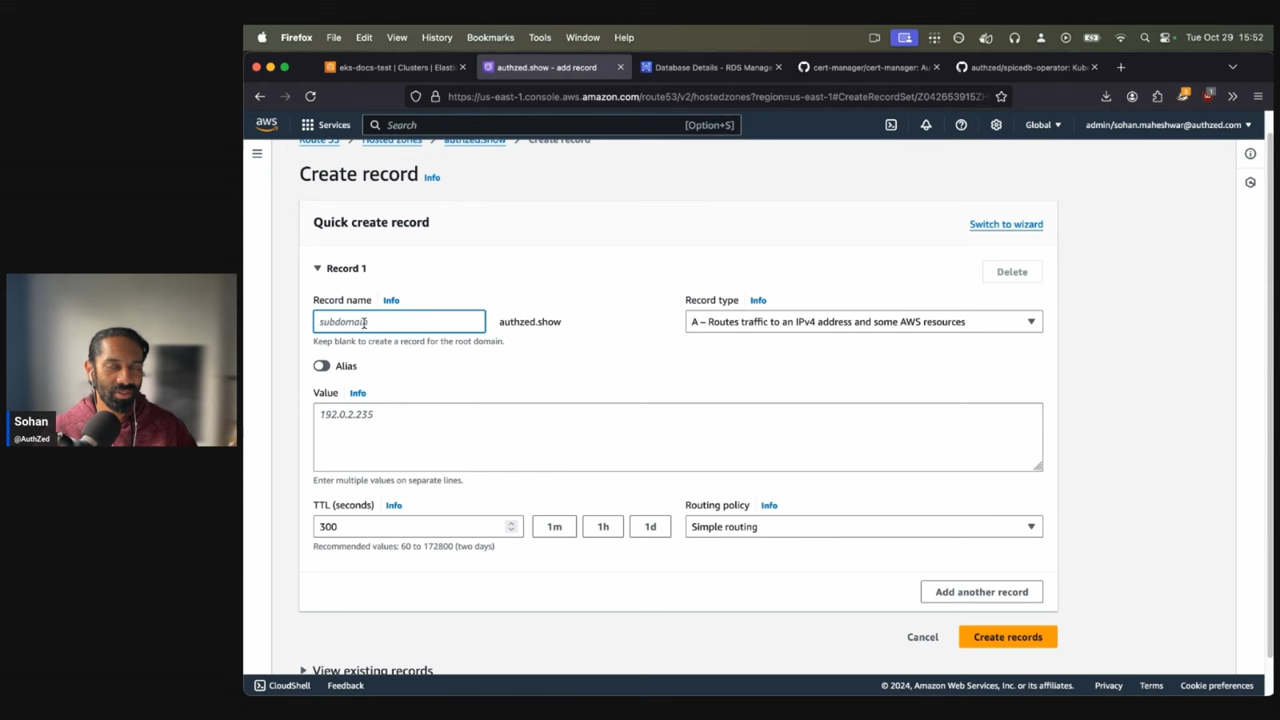 Firefox File Edit View History Bookmarks Tools Window Help Tue Oct 29 15:52
eks-docs-test | Clusters | Elasti
authzed.show - add record
Database Details - RDS Manag
cert-manager/cert-manager: Au
authzed/spicedb-operator: Kub
https://us-east-1.console.aws.amazon.com/route53/v2/hostedzones?region=us-east-1#CreateRecordSet/Z042653915ZH
aws Services Search [Option+S] Global admin/sohan.maheshwar@authzed.com
Route 53 Hosted zones authzed.show Create record
Create record Info
Quick create record Switch to wizard
Record 1 Delete
Record name Info Record type Info
subdomain authzed.show A – Routes traffic to an IPv4 address and some AWS resources
Keep blank to create a record for the root domain.
Alias
Value Info
192.0.2.235
Enter multiple values on separate lines.
TTL (seconds) Info Routing policy Info
300 1m 1h 1d Simple routing
Recommended values: 60 to 172800 (two days)
Add another record
Cancel Create records
View existing records
CloudShell Feedback © 2024, Amazon Web Services, Inc. or its affiliates. Privacy Terms Cookie preferences
Sohan
@AuthZed